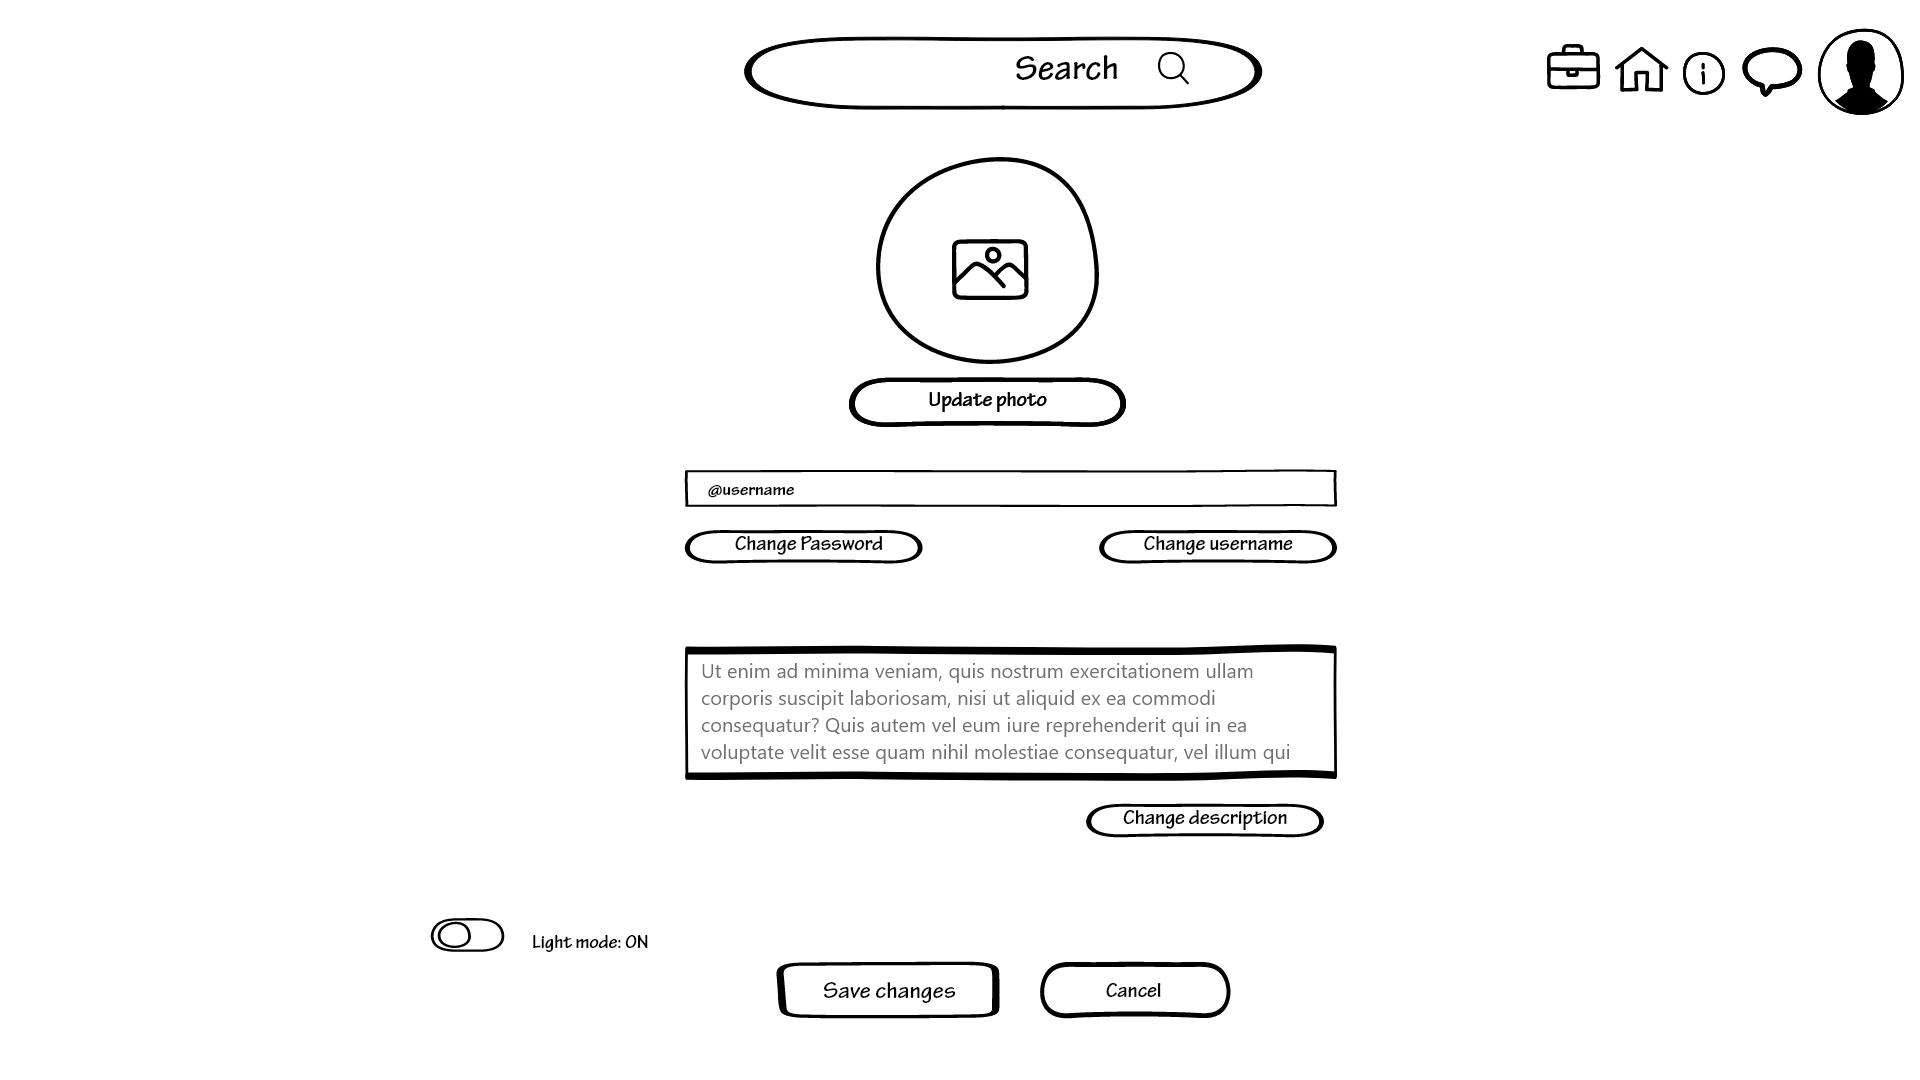 Search
Update photo
@username
Change Password
Change username
Ut enim ad minima veniam, quis nostrum exercitationem ullam
corporis suscipit laboriosam, nisi ut aliquid ex ea commodi
consequatur? Quis autem vel eum iure reprehenderit qui in ea
voluptate velit esse quam nihil molestiae consequatur, vel illum qui
Change description
Light mode: ON
Save changes
Cancel